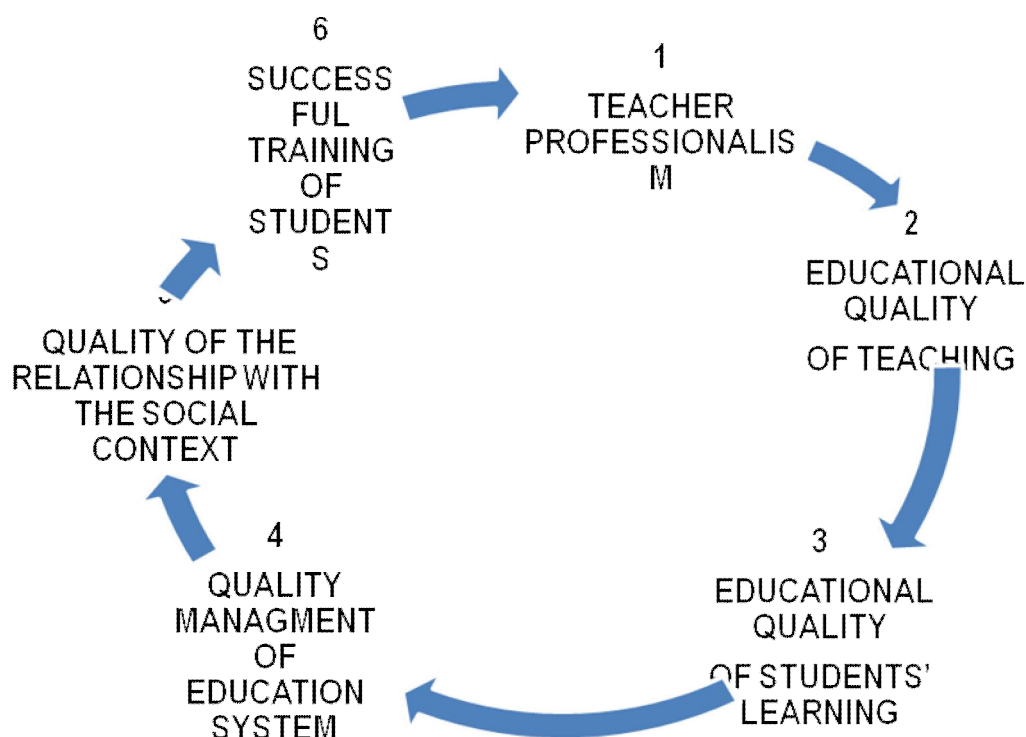 1
TEACHER
PROFESSIONALIS
M
2
EDUCATIONAL
QUALITY
OF TEACHING
3
EDUCATIONAL
QUALITY
OF STUDENTS'
LEARNING
4
QUALITY
MANAGMENT
OF
EDUCATION
SYSTEM
QUALITY OF THE
RELATIONSHIP WITH
THE SOCIAL
CONTEXT
6
SUCCESS
FUL
TRAINING
OF
STUDENT
S